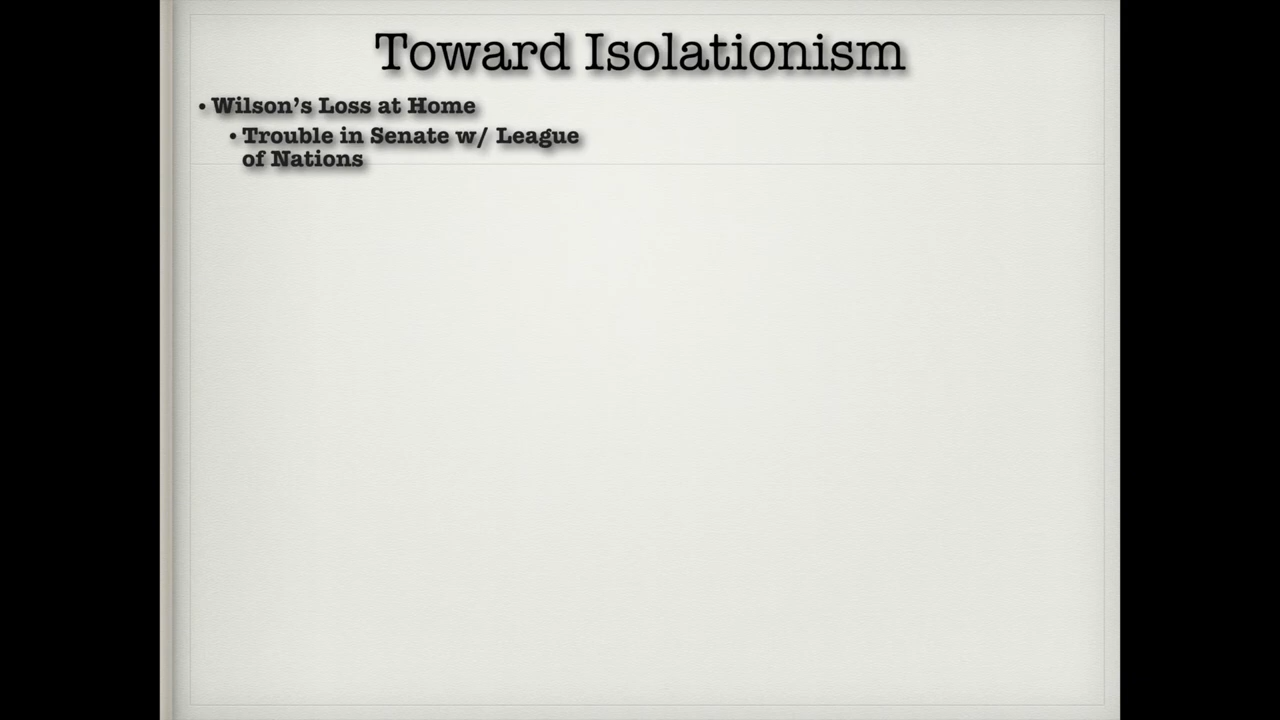 Toward Isolationism
• Wilson’s Loss at Home
• Trouble in Senate w/ League
of Nations